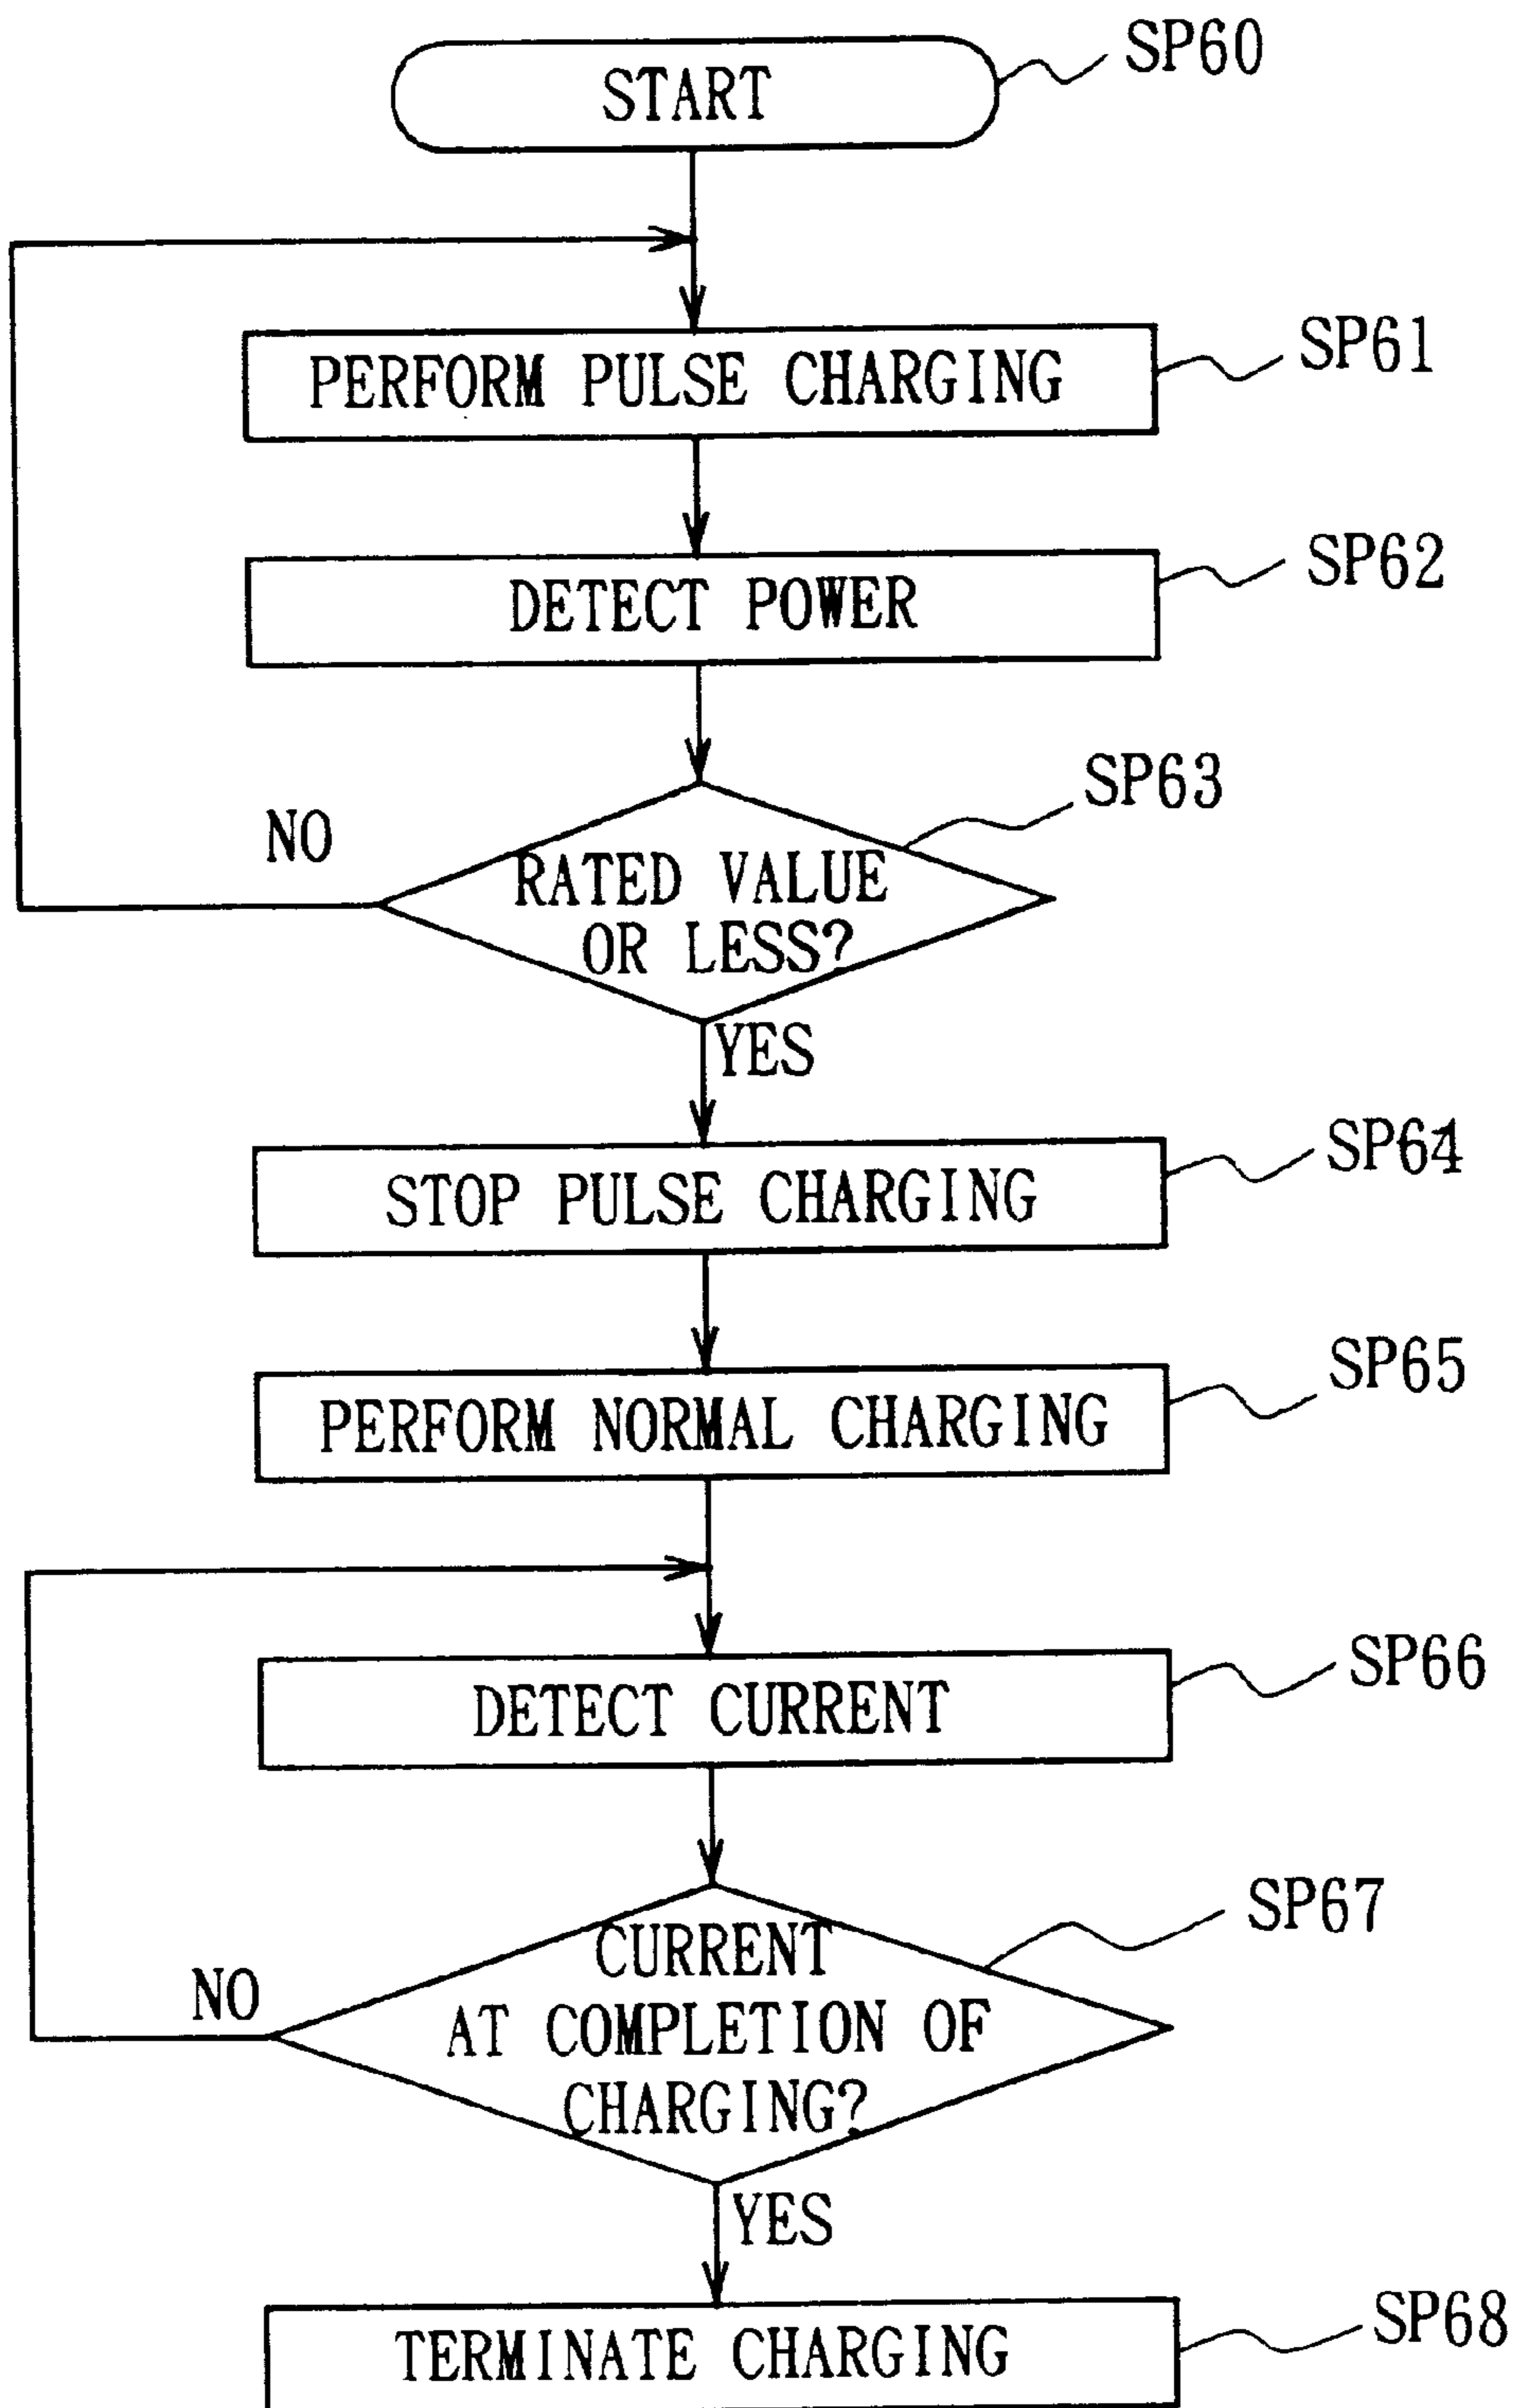 START
SP60
PERFORM PULSE CHARGING
SP61
DETECT POWER
SP62
SP63
NO
RATED VALUE
OR LESS?
YES
STOP PULSE CHARGING
SP64
PERFORM NORMAL CHARGING
SP65
DETECT CURRENT
SP66
SP67
NO
CURRENT
AT COMPLETION OF
CHARGING?
YES
TERMINATE CHARGING
SP68